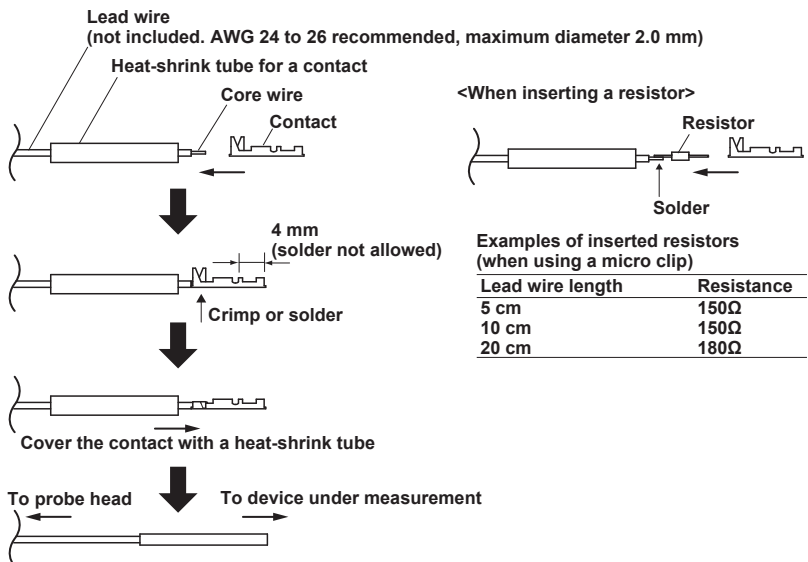 Lead wire
(not included. AWG 24 to 26 recommended, maximum diameter 2.0 mm)
Heat-shrink tube for a contact
Core wire
Contact
4 mm
(solder not allowed)
Crimp or solder
Cover the contact with a heat-shrink tube
To probe head
To device under measurement
<When inserting a resistor>
Resistor
Solder
Examples of inserted resistors
(when using a micro clip)
Lead wire length Resistance
5 cm 150Ω
10 cm 150Ω
20 cm 180Ω